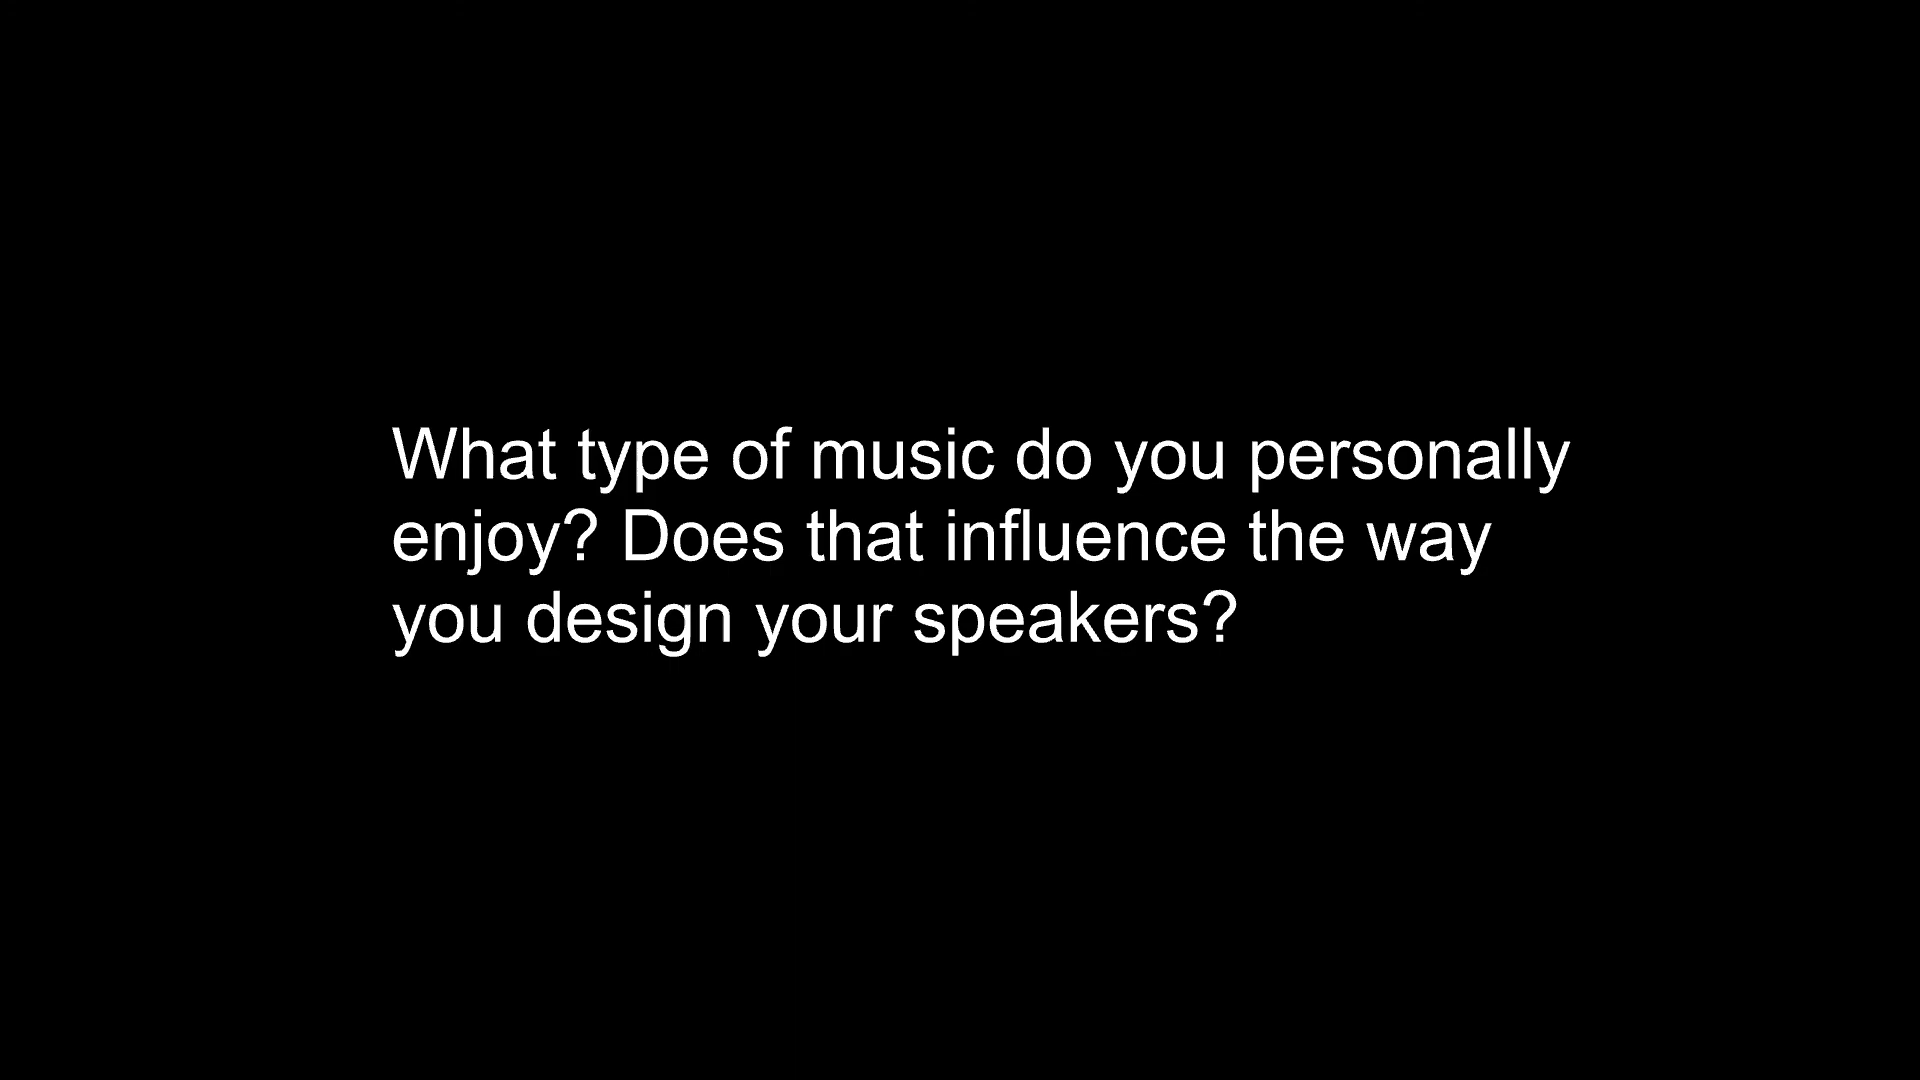 What type of music do you personally
enjoy? Does that influence the way
you design your speakers?